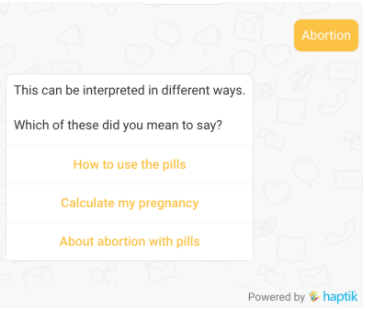 Abortion
This can be interpreted in different ways.
Which of these did you mean to say?
How to use the pills
Calculate my pregnancy
About abortion with pills
Powered by haptik